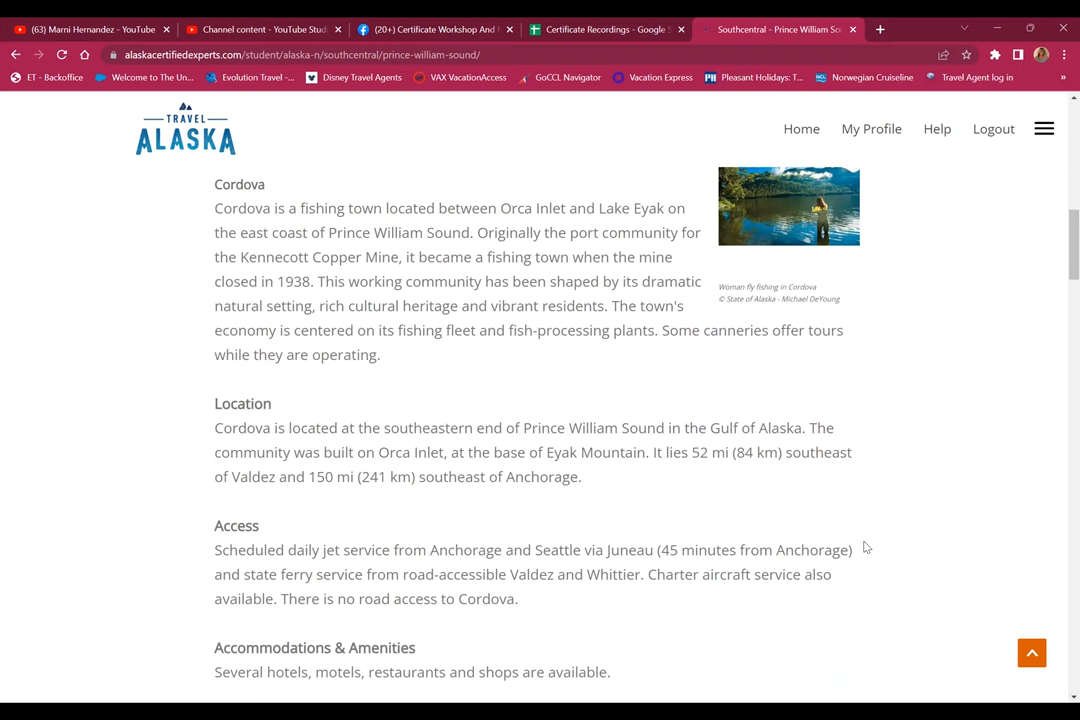 (63) Marni Hernandez - YouTube
Channel content - YouTube Studi
(20+) Certificate Workshop And M
Certificate Recordings - Google S
Southcentral - Prince William So
alaskacertifiedexperts.com/student/alaska-n/southcentral/prince-william-sound/
ET - Backoffice
Welcome to The Un...
Evolution Travel -...
Disney Travel Agents
VAX VacationAccess
GoCCL Navigator
Vacation Express
Pleasant Holidays: T...
Norwegian Cruiseline
Travel Agent log in
»
TRAVEL
ALASKA
Home
My Profile
Help
Logout
Cordova
Cordova is a fishing town located between Orca Inlet and Lake Eyak on
the east coast of Prince William Sound. Originally the port community for
the Kennecott Copper Mine, it became a fishing town when the mine
closed in 1938. This working community has been shaped by its dramatic
natural setting, rich cultural heritage and vibrant residents. The town's
economy is centered on its fishing fleet and fish-processing plants. Some canneries offer tours
while they are operating.
Woman fly fishing in Cordova
© State of Alaska - Michael DeYoung
Location
Cordova is located at the southeastern end of Prince William Sound in the Gulf of Alaska. The
community was built on Orca Inlet, at the base of Eyak Mountain. It lies 52 mi (84 km) southeast
of Valdez and 150 mi (241 km) southeast of Anchorage.
Access
Scheduled daily jet service from Anchorage and Seattle via Juneau (45 minutes from Anchorage)
and state ferry service from road-accessible Valdez and Whittier. Charter aircraft service also
available. There is no road access to Cordova.
Accommodations & Amenities
Several hotels, motels, restaurants and shops are available.